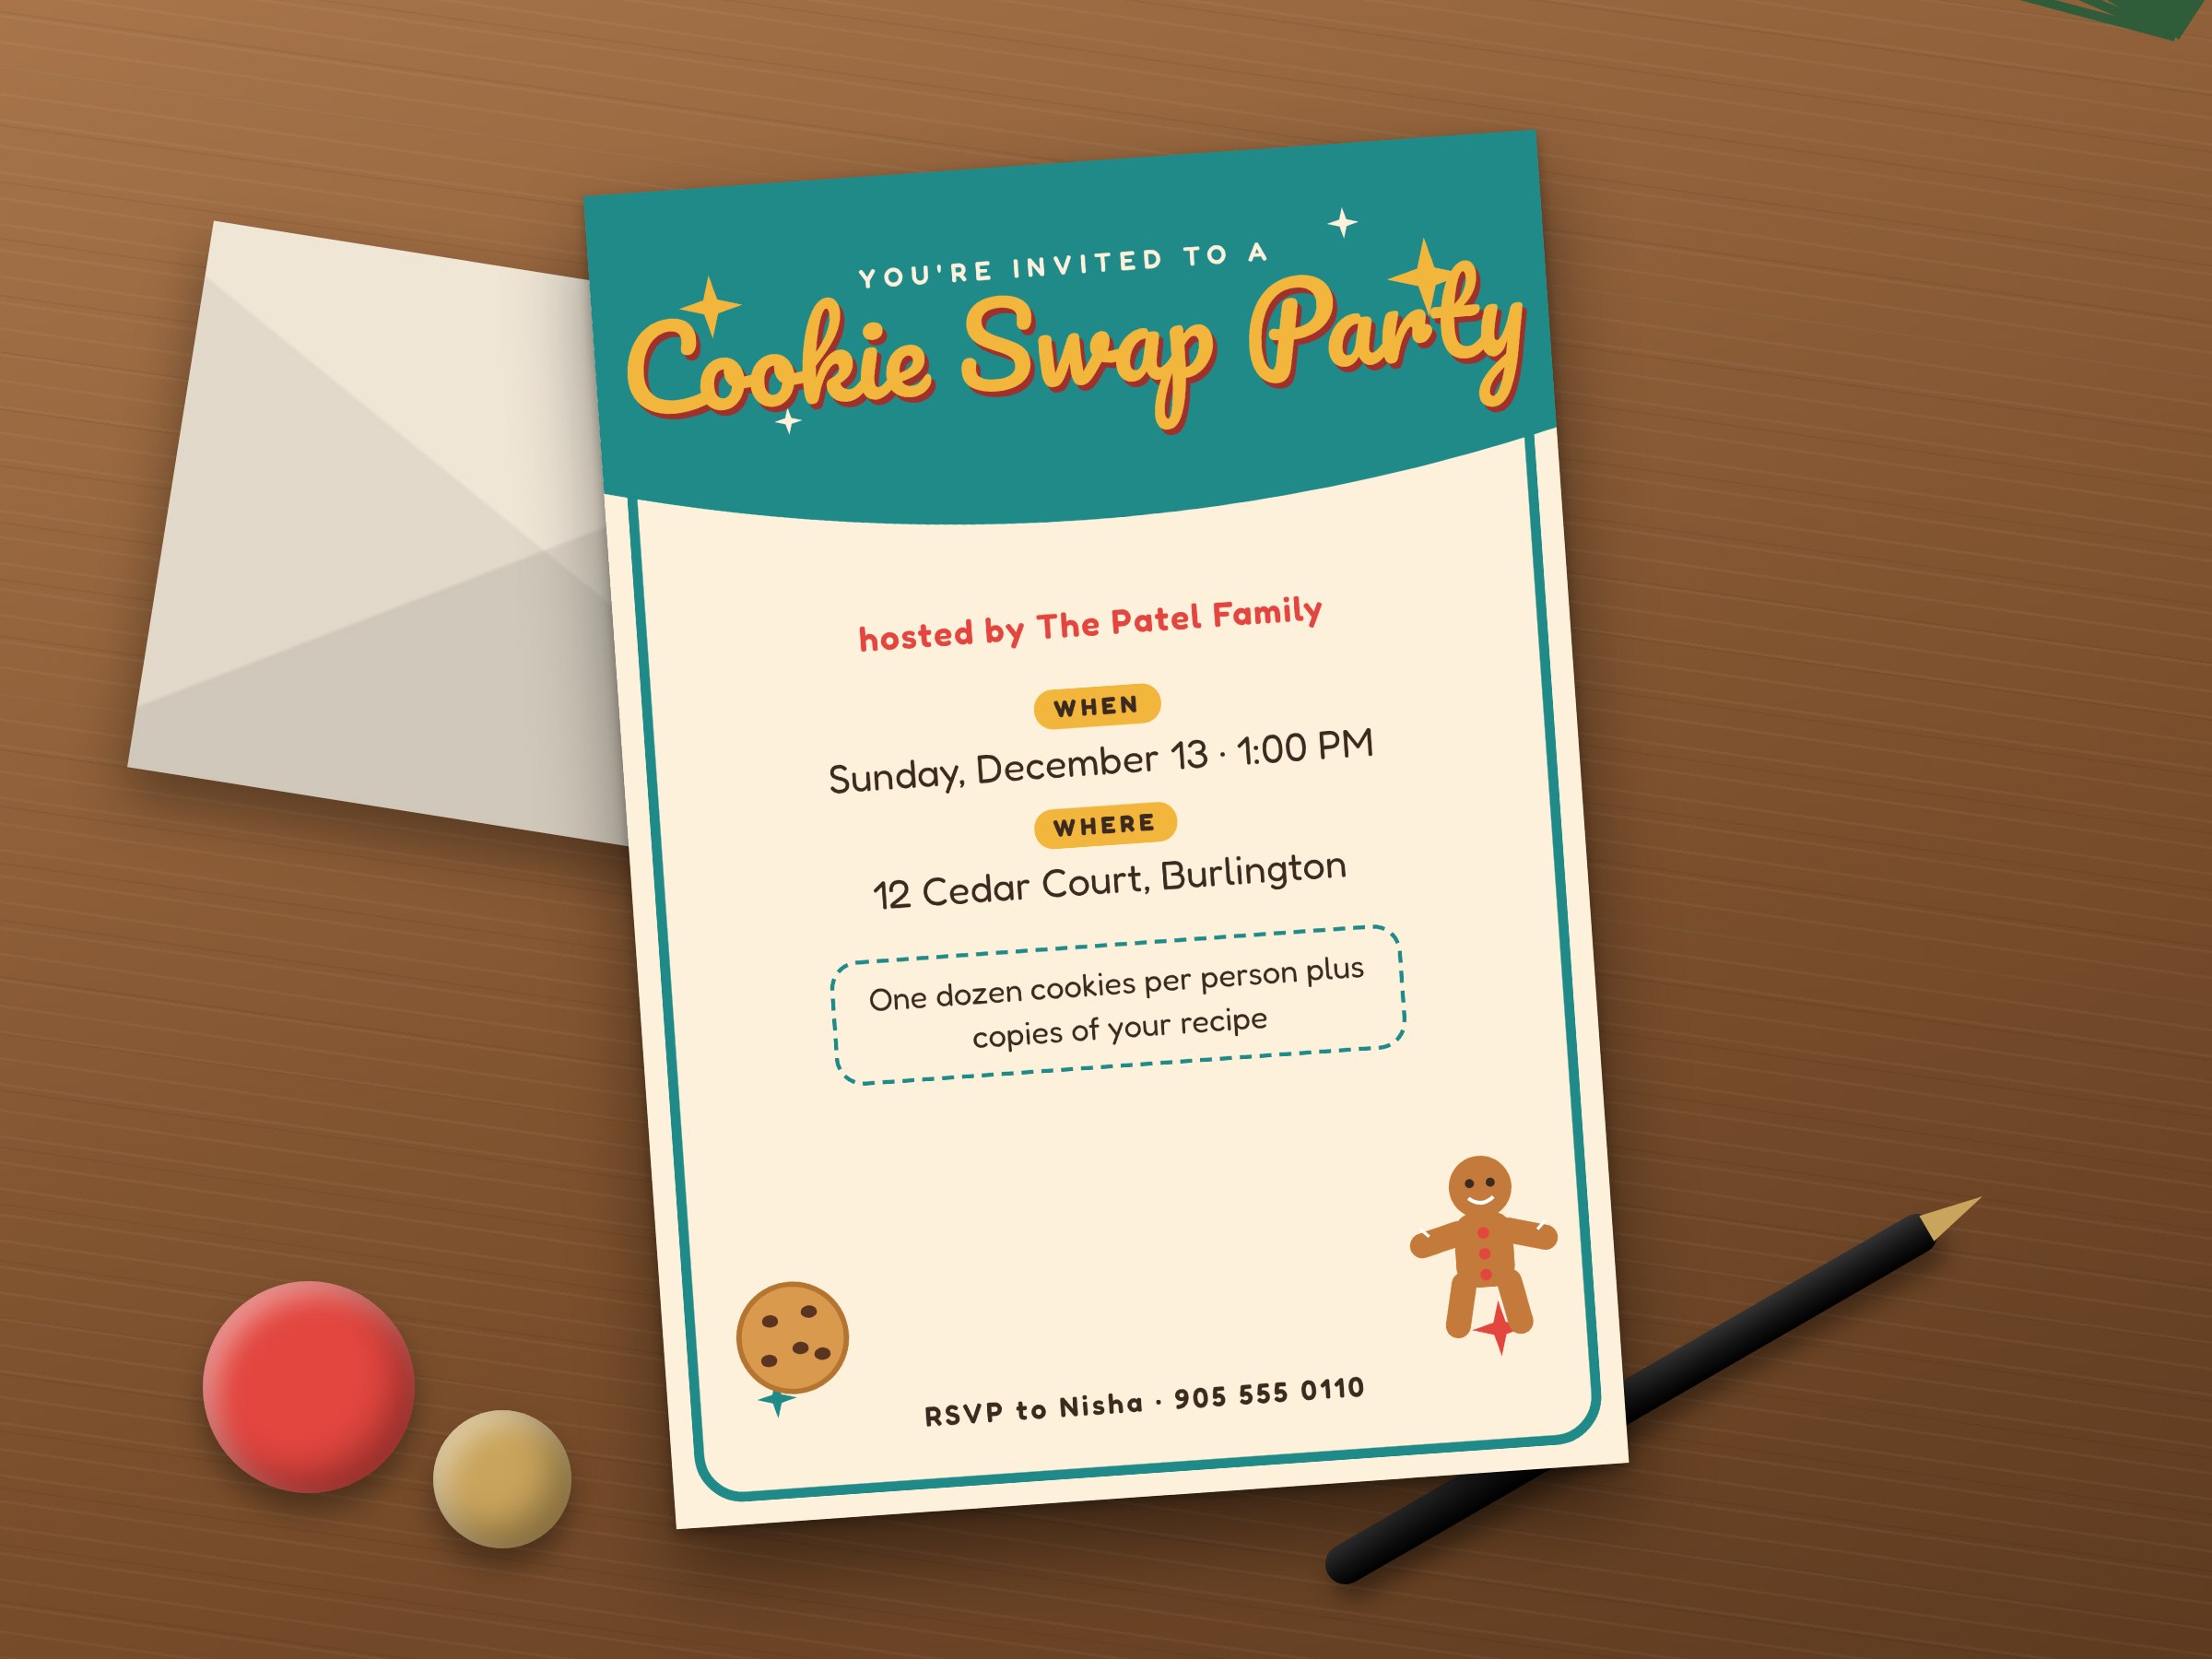 YOU'RE INVITED TO A
Cookie Swap Party
hosted by The Patel Family
WHEN
Sunday, December 13 · 1:00 PM
WHERE
12 Cedar Court, Burlington
One dozen cookies per person plus
copies of your recipe
RSVP to Nisha · 905 555 0110